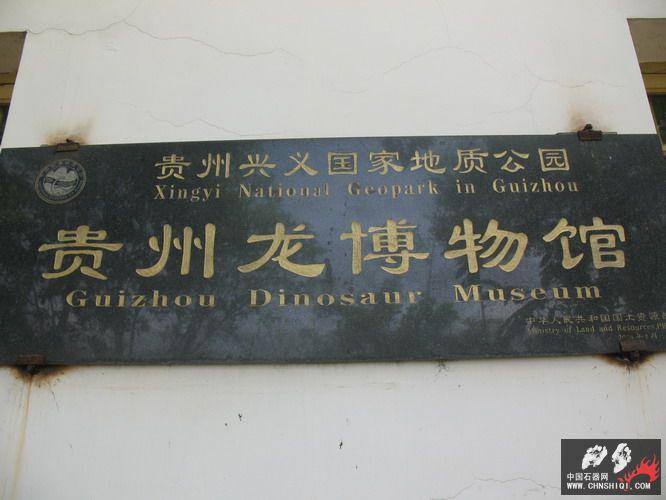 贵州兴义国家地质公园
Xingyi National Geopark in Guizhou
贵州龙博物馆
Guizhou Dinosaur Museum
中华人民共和国国土资源
Ministry of Land and Resources,
中国石器网
WWW.CHNSHIQI.COM